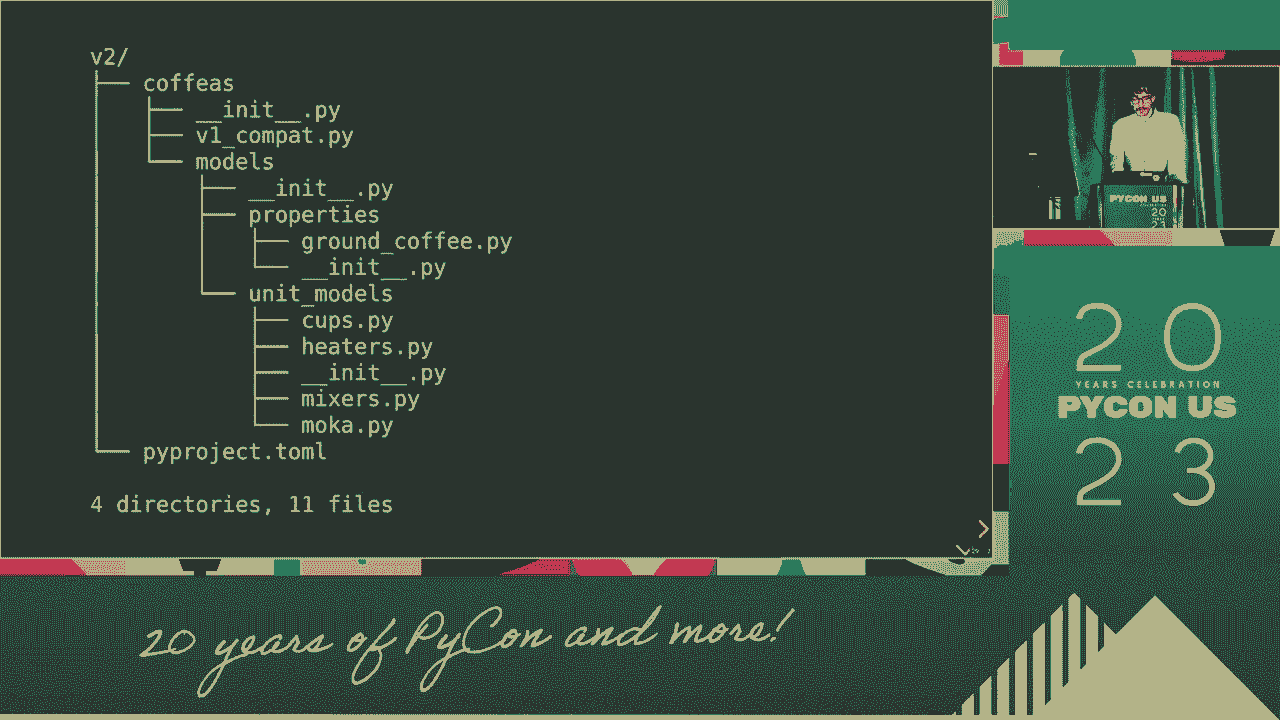 v2/
├── coffeas
│   ├── __init__.py
│   ├── v1_compat.py
│   └── models
│       ├── __init__.py
│       ├── properties
│       │   ├── ground_coffee.py
│       │   └── __init__.py
│       └── unit_models
│           ├── cups.py
│           ├── heaters.py
│           ├── __init__.py
│           ├── mixers.py
│           └── moka.py
└── pyproject.toml
4 directories, 11 files
PYCON US
20
23
20
YEARS CELEBRATION
PYCON US
23
20 years of PyCon and more!